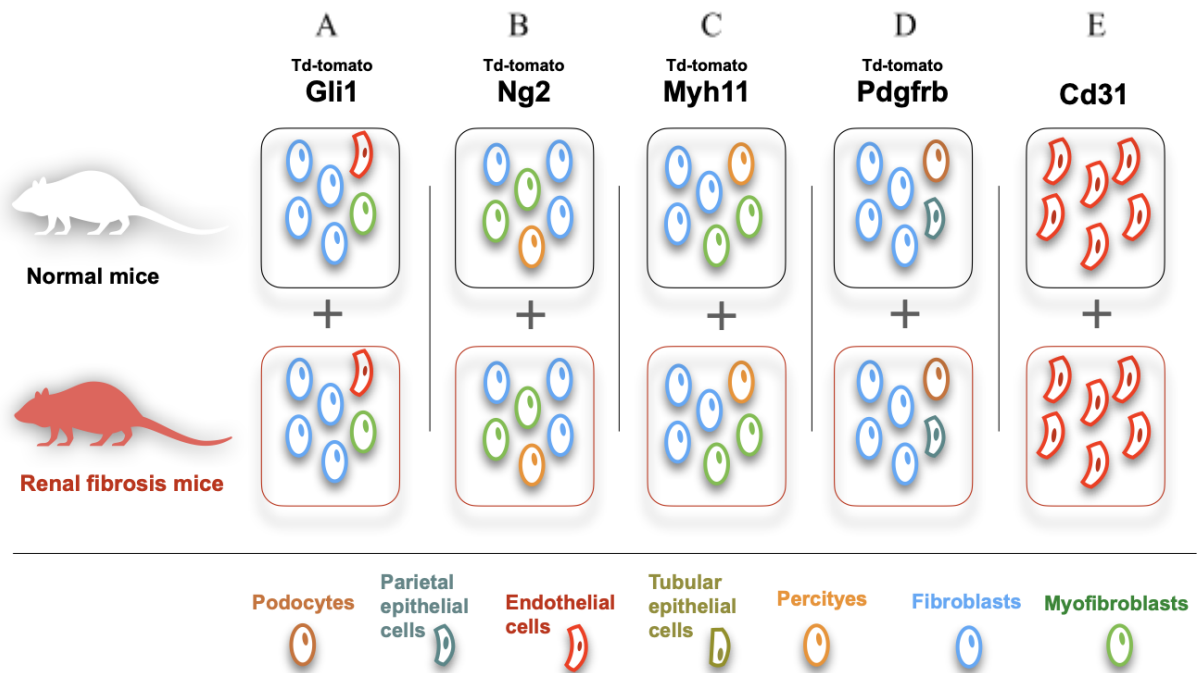 A B C D E
Td-tomato Td-tomato Td-tomato Td-tomato
Gli1 Ng2 Myh11 Pdgfrb Cd31
Normal mice
+ + + + +
Renal fibrosis mice
Podocytes
Parietal
epithelial
cells
Endothelial
cells
Tubular
epithelial
cells
Percityes
Fibroblasts
Myofibroblasts